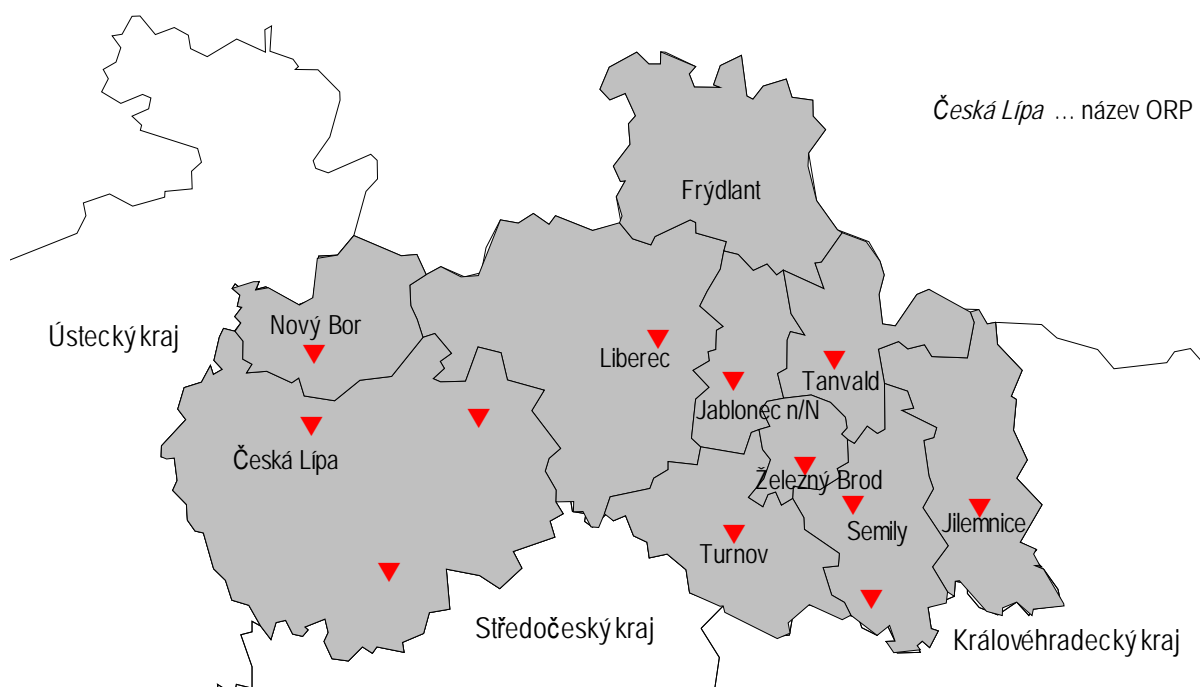 Česká Lípa ... název ORP
Frýdlant
Nový Bor
Ústecký kraj
Liberec
Tanvald
Jablonec n/N
Česká Lípa
Železný Brod
Semily
Jilemnice
Turnov
Středočeský kraj
Královéhradecký kraj